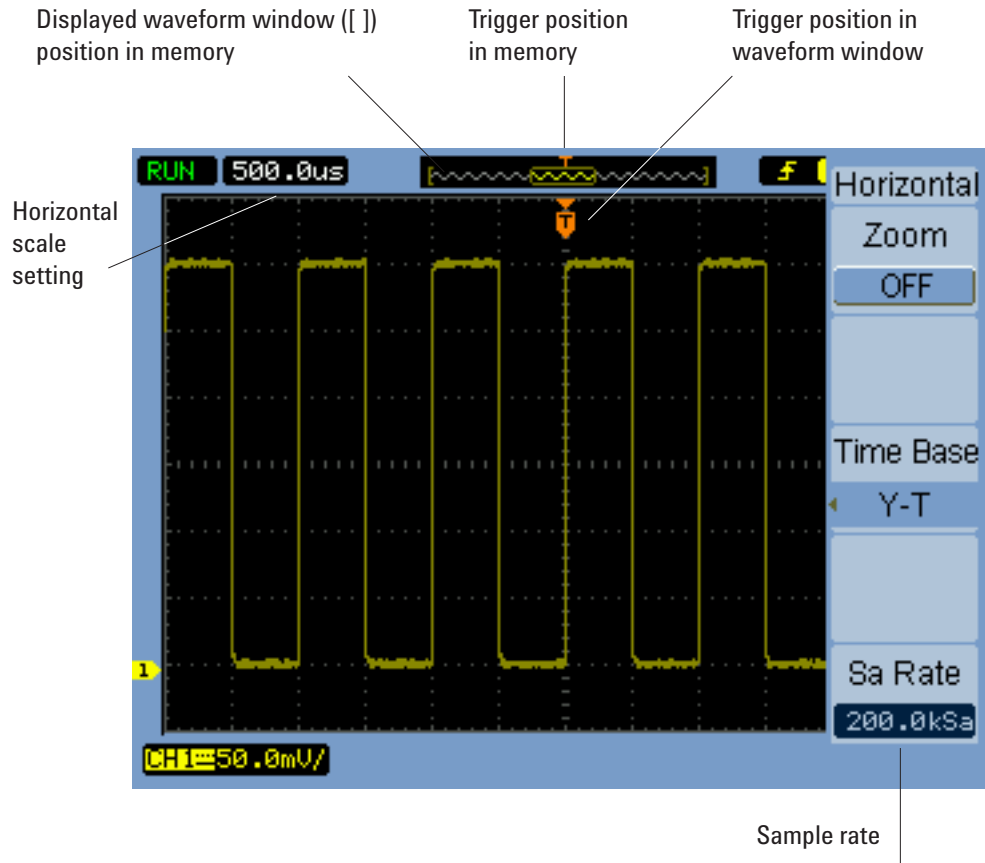 Displayed waveform window ([ ])
position in memory
Trigger position
in memory
Trigger position in
waveform window
RUN
500.0us
T
Horizontal
Horizontal
scale
setting
T
Zoom
OFF
Time Base
Y-T
1
Sa Rate
200.0kSa
CH1 50.0mV/
Sample rate